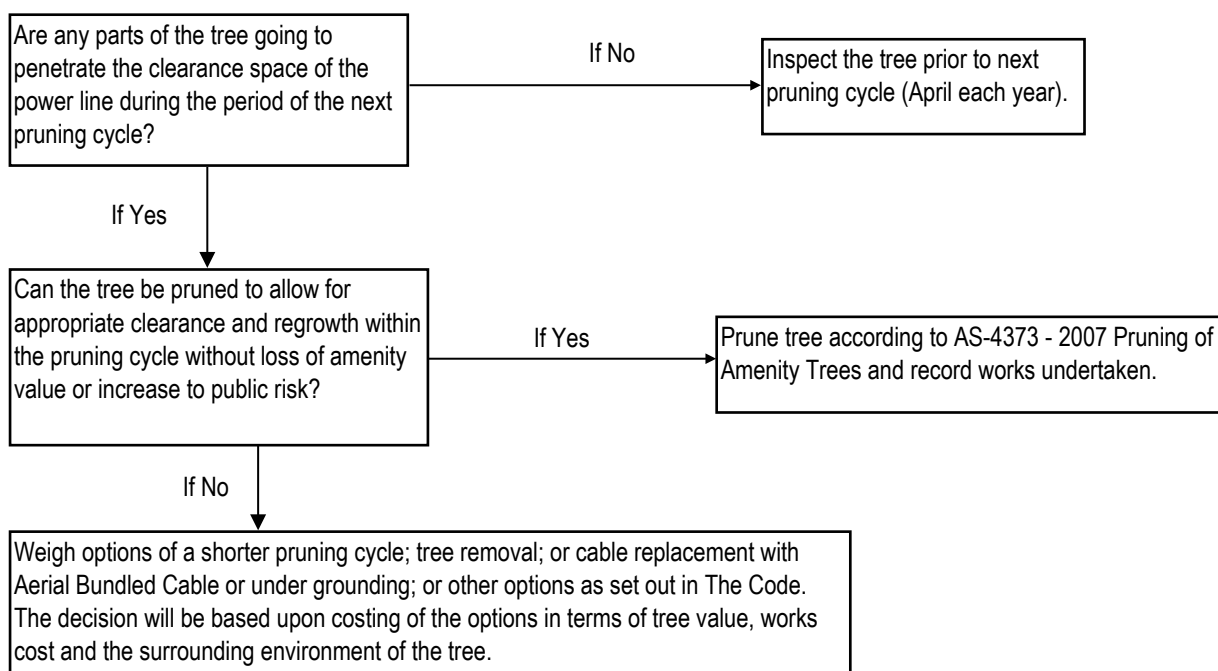 Are any parts of the tree going to
penetrate the clearance space of the
power line during the period of the next
pruning cycle?
If No
Inspect the tree prior to next
pruning cycle (April each year).
If Yes
Can the tree be pruned to allow for
appropriate clearance and regrowth within
the pruning cycle without loss of amenity
value or increase to public risk?
If Yes
Prune tree according to AS-4373 - 2007 Pruning of
Amenity Trees and record works undertaken.
If No
Weigh options of a shorter pruning cycle; tree removal; or cable replacement with
Aerial Bundled Cable or under grounding; or other options as set out in The Code.
The decision will be based upon costing of the options in terms of tree value, works
cost and the surrounding environment of the tree.